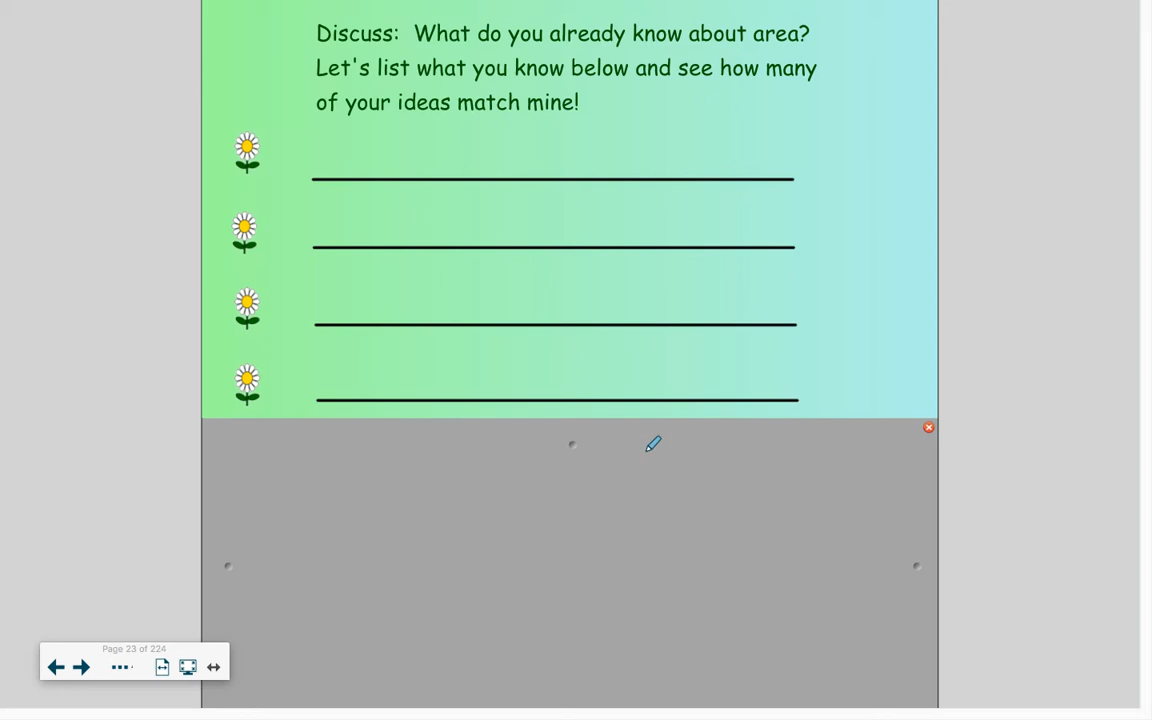 Discuss:  What do you already know about area?
Let's list what you know below and see how many
of your ideas match mine!
Page 23 of 224